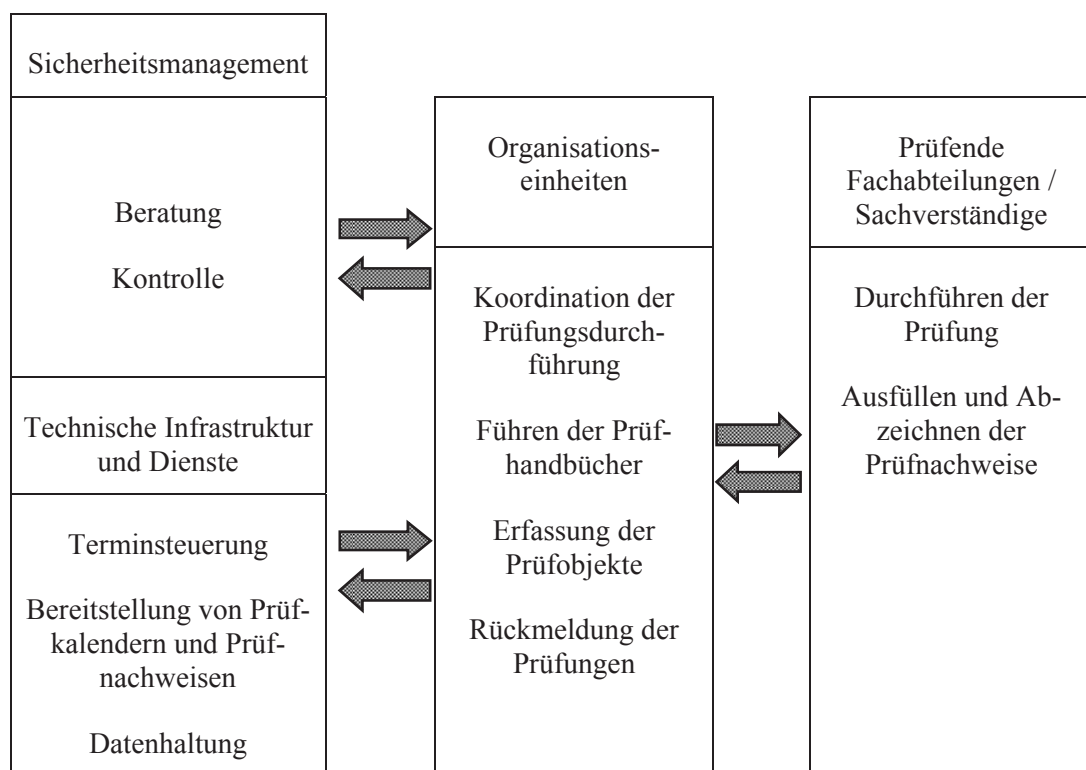 Sicherheitsmanagement
Beratung
Kontrolle
Technische Infrastruktur
und Dienste
Terminsteuerung
Bereitstellung von Prüf-
kalendern und Prüf-
nachweisen
Datenhaltung
Organisations-
einheiten
Koordination der
Prüfungsdurch-
führung
Führen der Prüf-
handbücher
Erfassung der
Prüfobjekte
Rückmeldung der
Prüfungen
Prüfende
Fachabteilungen /
Sachverständige
Durchführen der
Prüfung
Ausfüllen und Ab-
zeichnen der
Prüfnachweise